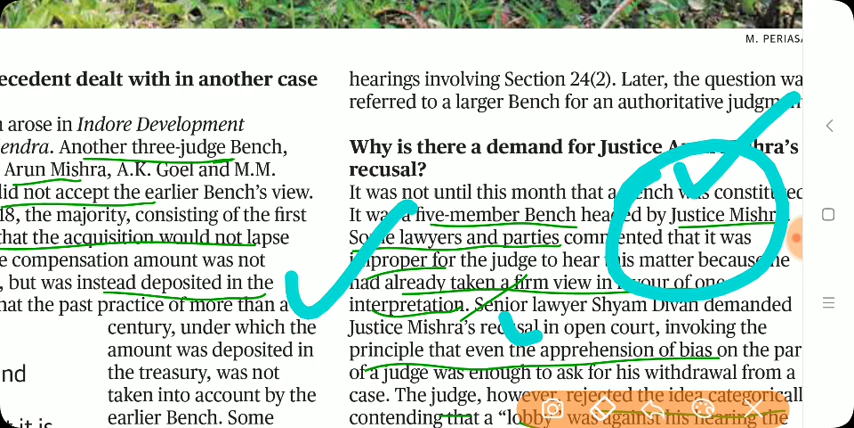 M. PERIAS
ecedent dealt with in another case
arose in Indore Development
endra. Another three-judge Bench,
Arun Mishra, A.K. Goel and M.M.
did not accept the earlier Bench's view.
18, the majority, consisting of the first
that the acquisition would not lapse
e compensation amount was not
, but was instead deposited in the
hat the past practice of more than a
century, under which the
amount was deposited in
the treasury, was not
taken into account by the
earlier Bench. Some
nd
it is
hearings involving Section 24(2). Later, the question wa
referred to a larger Bench for an authoritative judgm
Why is there a demand for Justice Arun Mishra's
recusal?
It was not until this month that a Bench was constituted
It was a five-member Bench headed by Justice Mishr
Some lawyers and parties commented that it was
improper for the judge to hear this matter because he
had already taken a firm view in favour of one
interpretation. Senior lawyer Shyam Divan demanded
Justice Mishra's recusal in open court, invoking the
principle that even the apprehension of bias on the par
of a judge was enough to ask for his withdrawal from a
case. The judge, however, rejected the idea categoricall
contending that a "lobby" was against his hearing the